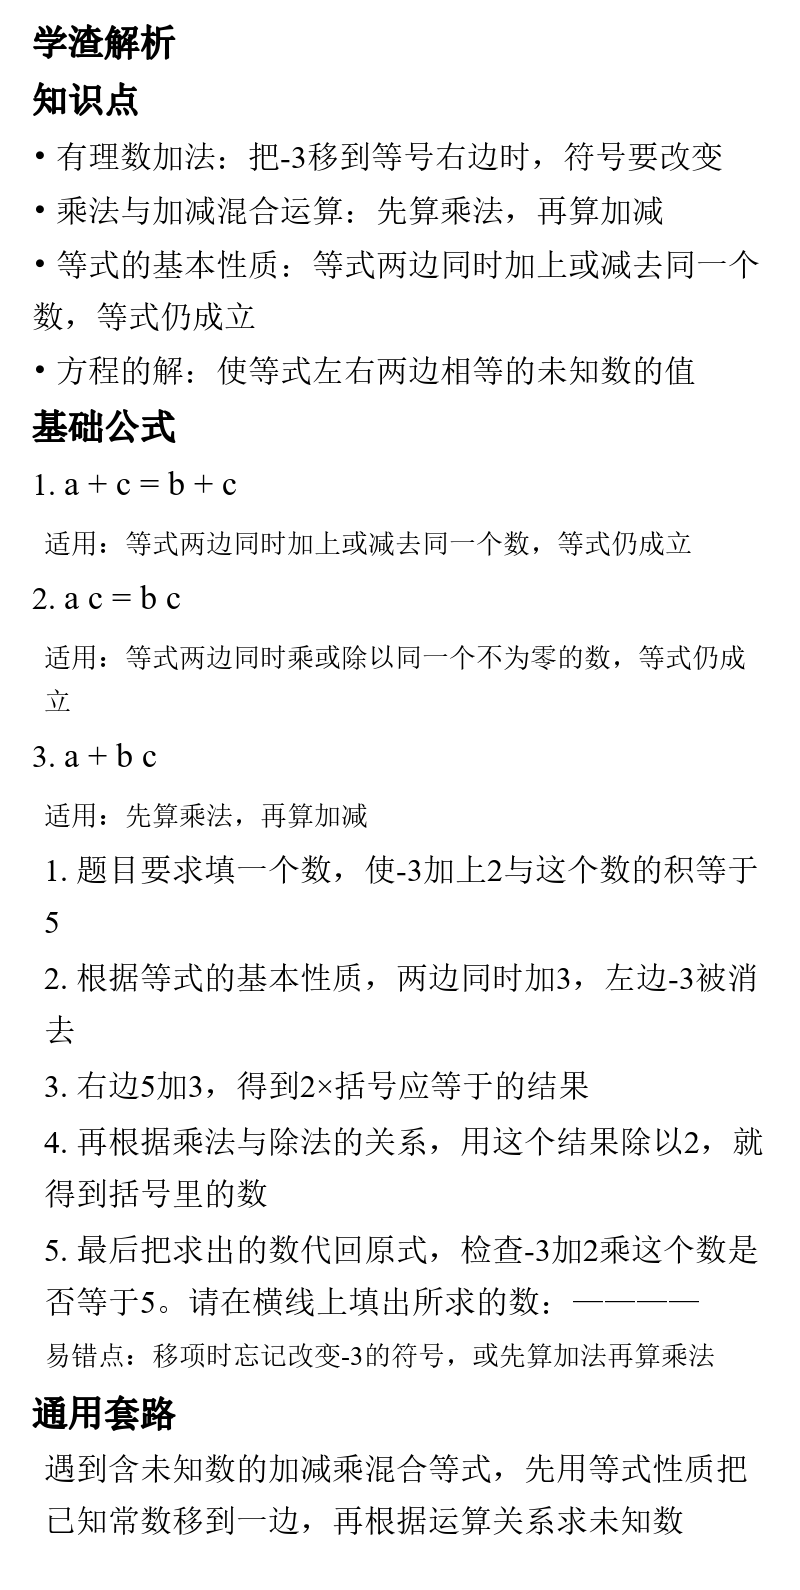 学渣解析
知识点
• 有理数加法：把-3移到等号右边时，符号要改变
• 乘法与加减混合运算：先算乘法，再算加减
• 等式的基本性质：等式两边同时加上或减去同一个
数，等式仍成立
• 方程的解：使等式左右两边相等的未知数的值
基础公式
1. a + c = b + c
适用：等式两边同时加上或减去同一个数，等式仍成立
2. a c = b c
适用：等式两边同时乘或除以同一个不为零的数，等式仍成
立
3. a + b c
适用：先算乘法，再算加减
1. 题目要求填一个数，使-3加上2与这个数的积等于
5
2. 根据等式的基本性质，两边同时加3，左边-3被消
去
3. 右边5加3，得到2×括号应等于的结果
4. 再根据乘法与除法的关系，用这个结果除以2，就
得到括号里的数
5. 最后把求出的数代回原式，检查-3加2乘这个数是
否等于5。请在横线上填出所求的数：————
易错点：移项时忘记改变-3的符号，或先算加法再算乘法
通用套路
遇到含未知数的加减乘混合等式，先用等式性质把
已知常数移到一边，再根据运算关系求未知数